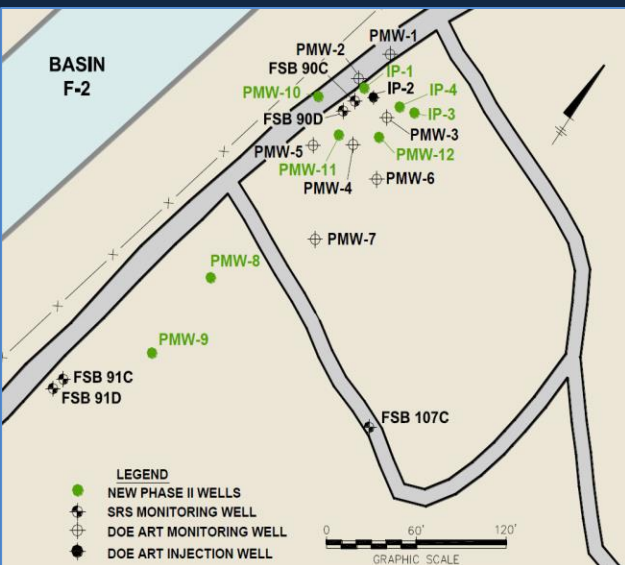 BASIN
F-2
PMW-1
PMW-2
FSB 90C
IP-1
IP-2
IP-4
PMW-10
IP-3
FSB 90D
PMW-3
PMW-5
PMW-12
PMW-11
PMW-4
PMW-6
PMW-7
PMW-8
PMW-9
FSB 91C
FSB 91D
FSB 107C
LEGEND
NEW PHASE II WELLS
SRS MONITORING WELL
DOE ART MONITORING WELL
DOE ART INJECTION WELL
0 60' 120'
GRAPHIC SCALE